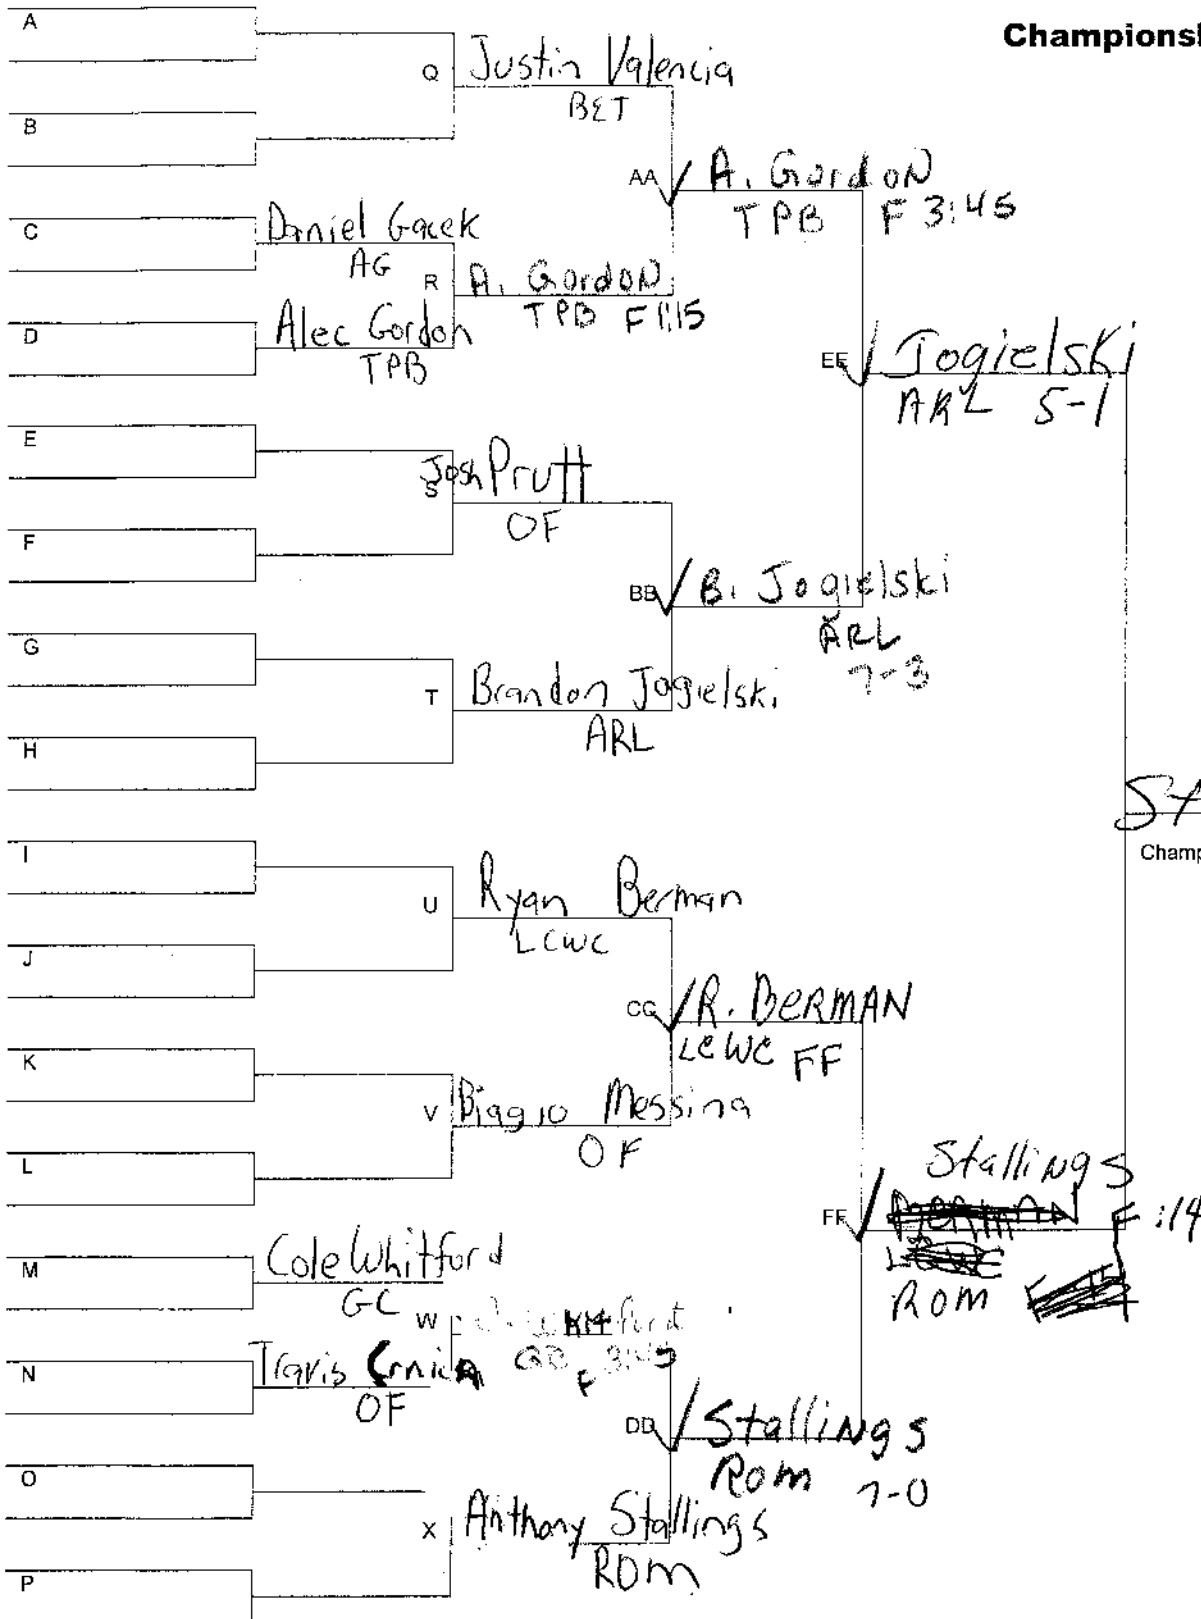 Championsh
A
Q Justin Valencia
BET
B
AA A. Gordon
TPB F 3:45
C Daniel Gacek
AG
R A. Gordon
TPB F 1:15
D Alec Gordon
TPB
EE Jogielski
ARL 5-1
E
S Josh Prutt
OF
F
BB B. Jogielski
ARL
7-3
G
T Brandon Jogielski
ARL
H
Champ
I
U Ryan Berman
LCWC
J
CC R. BERMAN
LCWC FF
K
V Biaggio Messina
OF
L
Stallings
FF F :14
ROM
M Cole Whitford
GC
W
F
N Travis
OF
DD Stallings
ROM 7-0
O
X Anthony Stallings
ROM
P